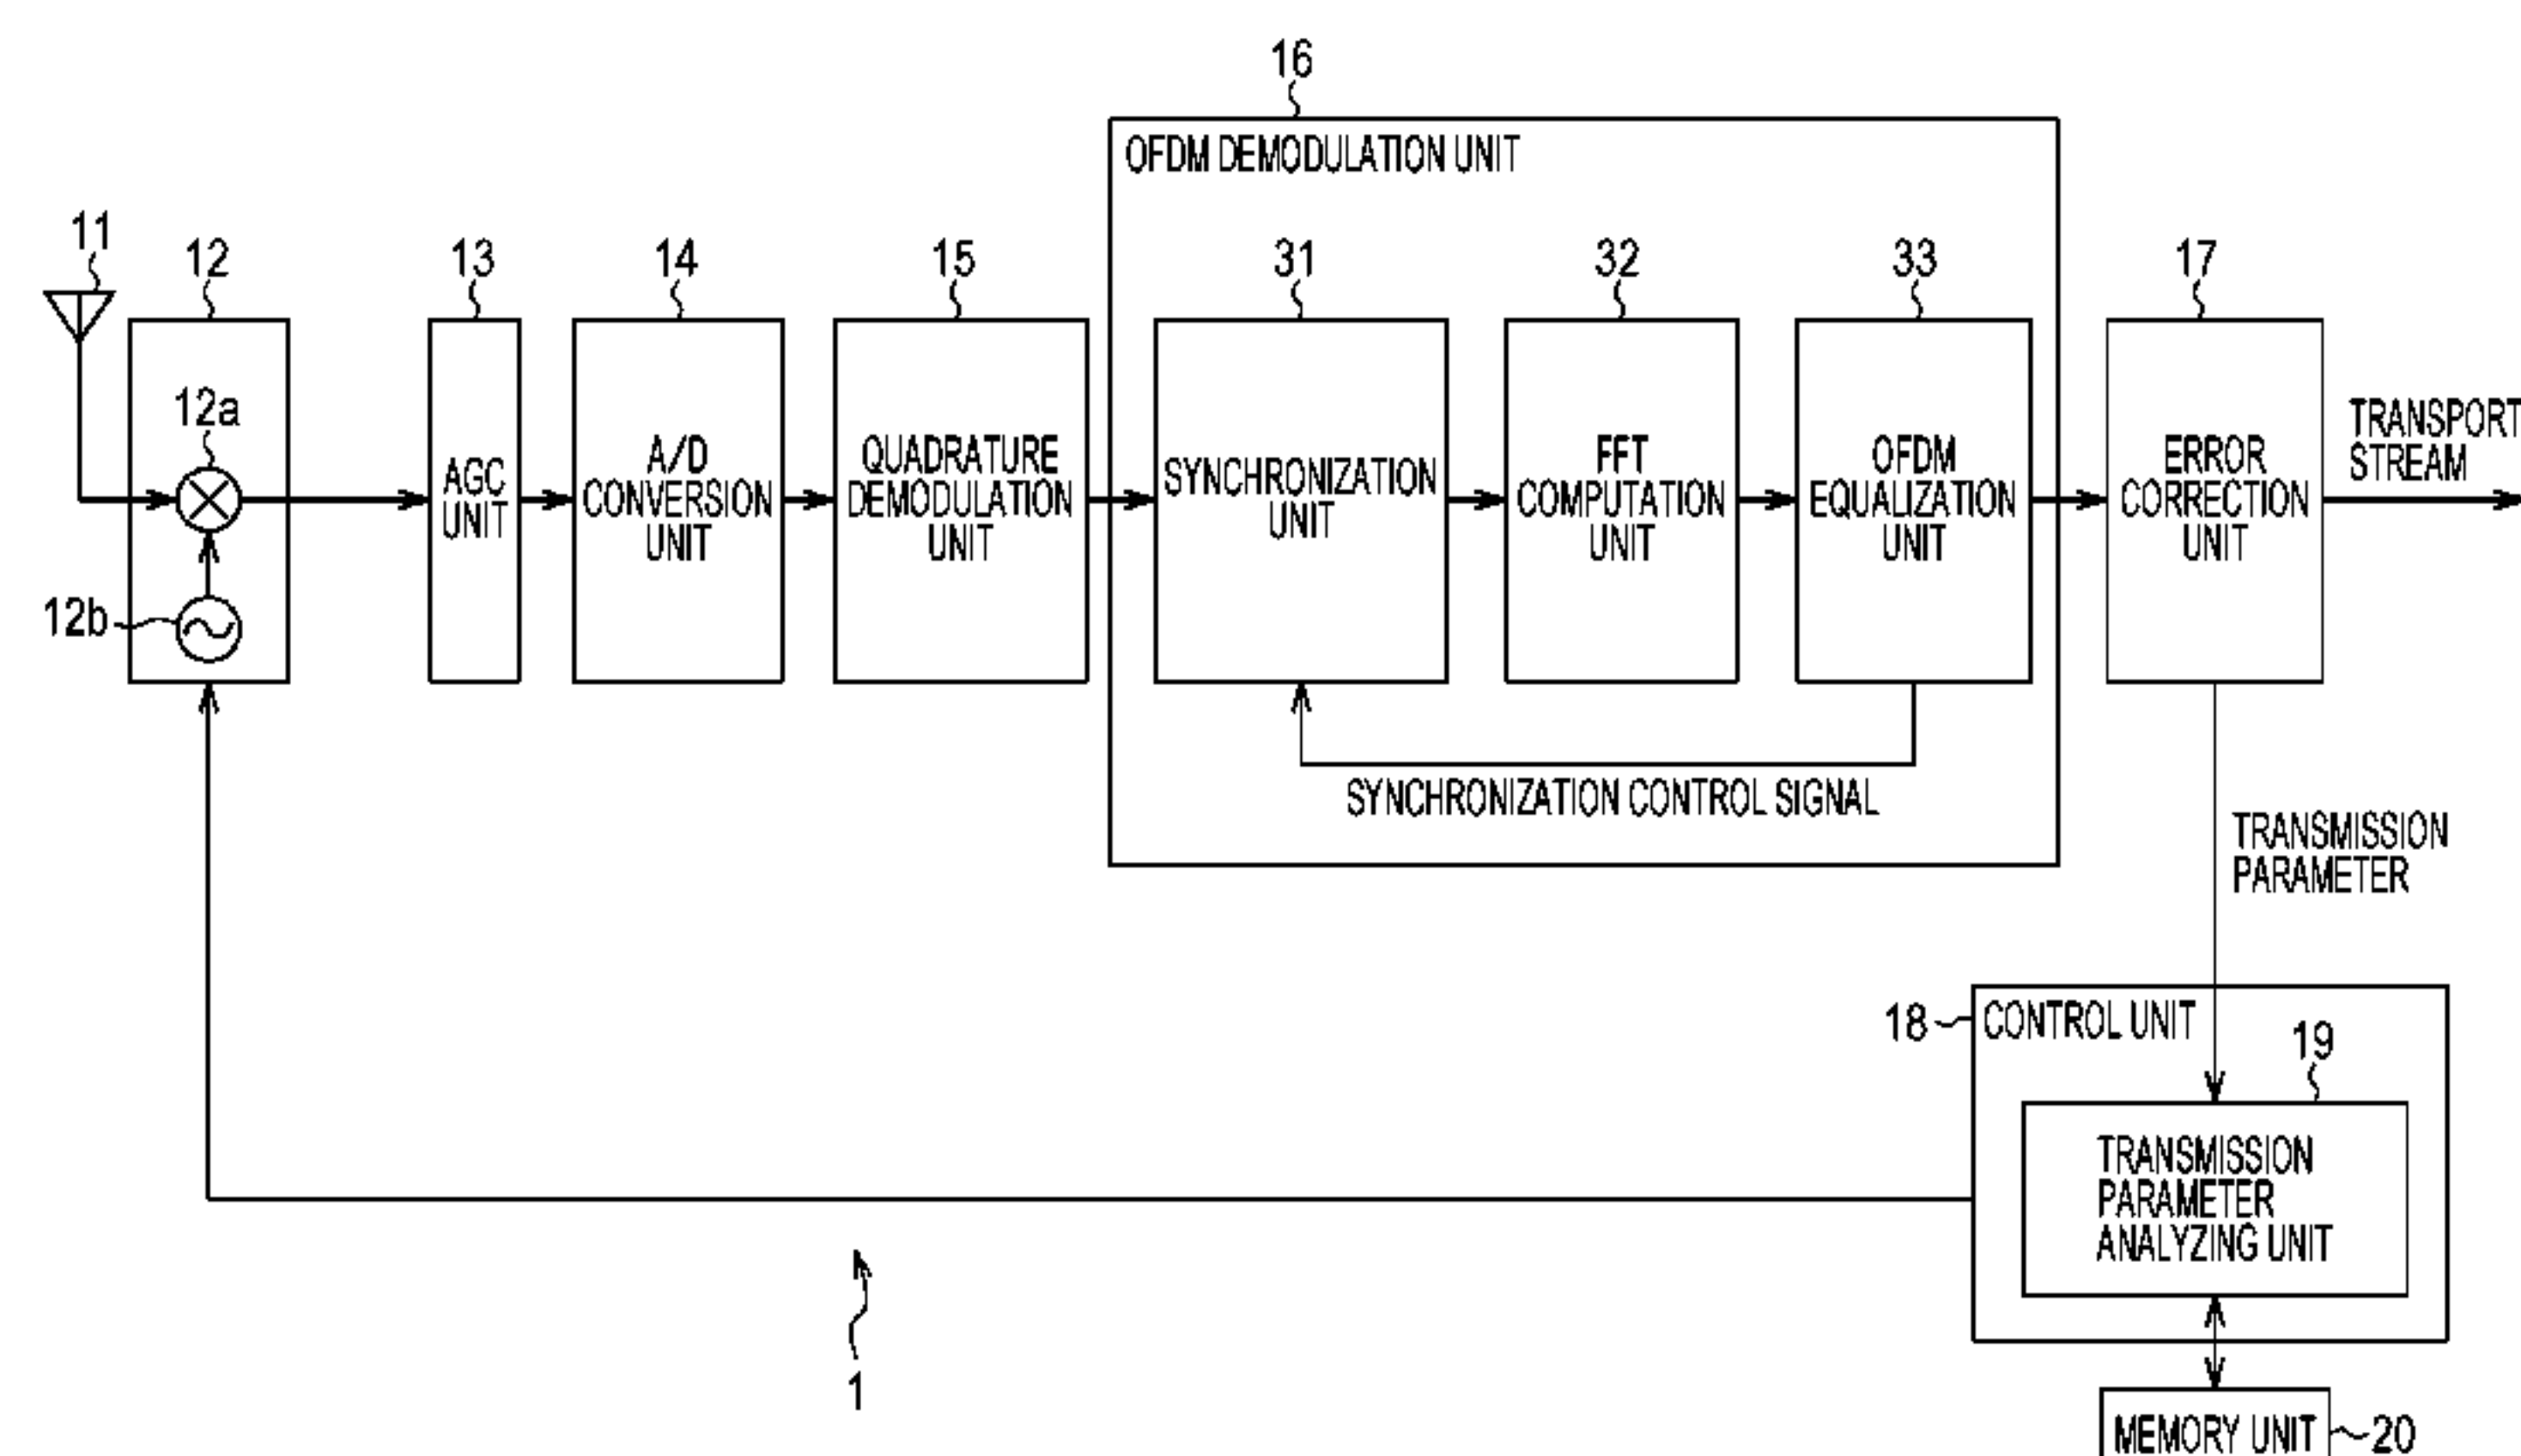 16
OFDM DEMODULATION UNIT
11
12
13
14
15
31
32
33
17
12a
12b
AGC
UNIT
A/D
CONVERSION
UNIT
QUADRATURE
DEMODULATION
UNIT
SYNCHRONIZATION
UNIT
FFT
COMPUTATION
UNIT
OFDM
EQUALIZATION
UNIT
ERROR
CORRECTION
UNIT
TRANSPORT
STREAM
SYNCHRONIZATION CONTROL SIGNAL
TRANSMISSION
PARAMETER
18
CONTROL UNIT
19
TRANSMISSION
PARAMETER
ANALYZING UNIT
1
MEMORY UNIT
20